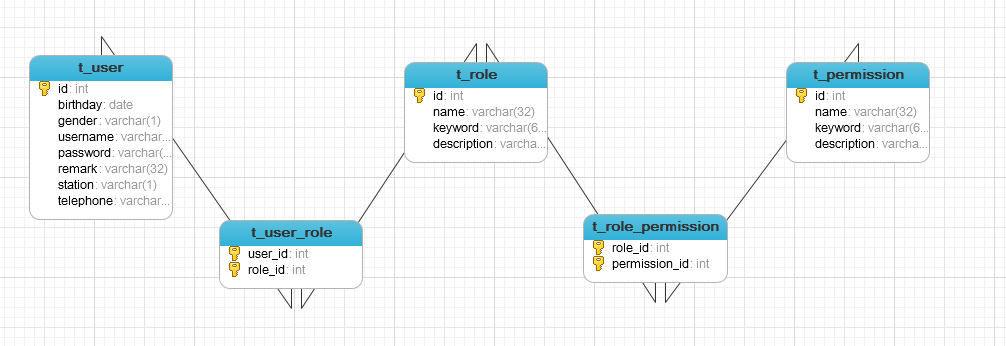 t_user
id: int
birthday: date
gender: varchar(1)
username: varchar...
password: varchar(...
remark: varchar(32)
station: varchar(1)
telephone: varchar...
t_user_role
user_id: int
role_id: int
t_role
id: int
name: varchar(32)
keyword: varchar(6...
description: varcha...
t_role_permission
role_id: int
permission_id: int
t_permission
id: int
name: varchar(32)
keyword: varchar(6...
description: varcha...